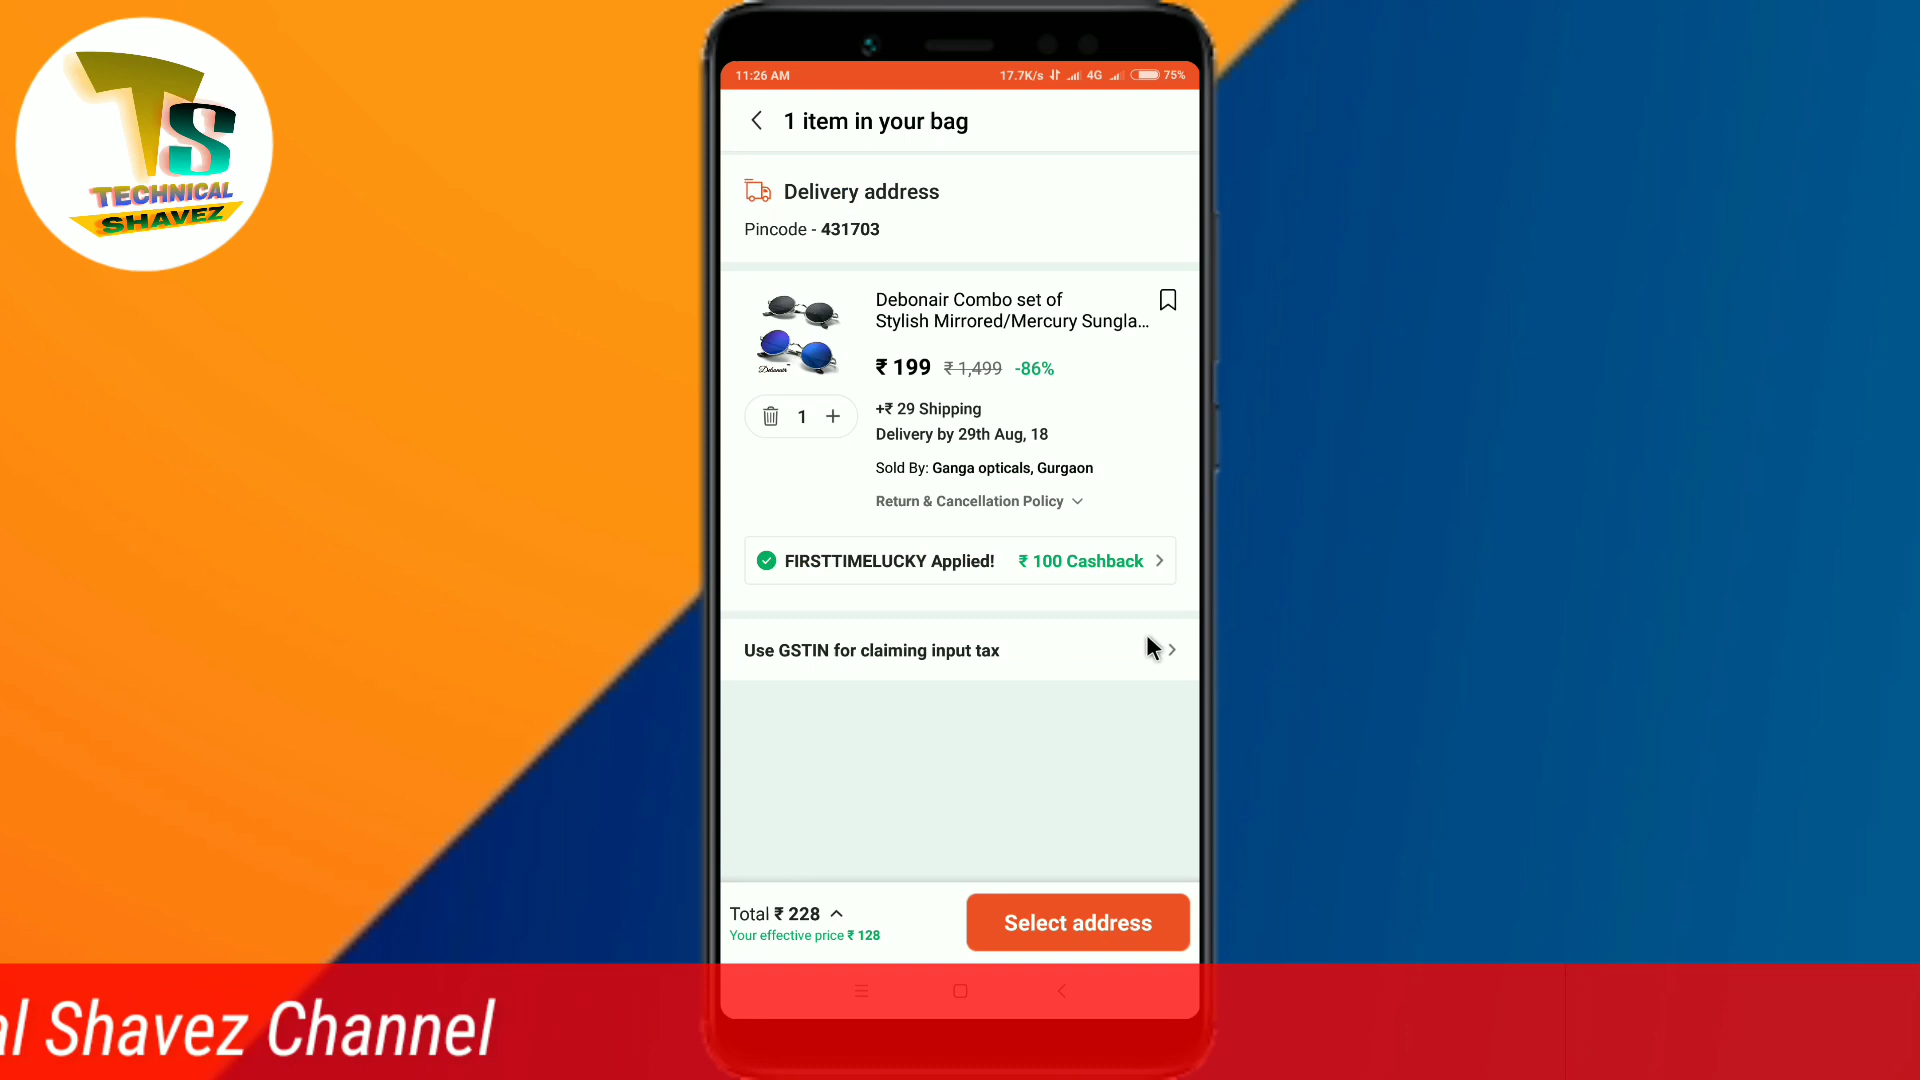 TS
TECHNICAL
SHAVEZ
11:26 AM
17.7K/s 4G 75%
1 item in your bag
Delivery address
Pincode - 431703
Debonair Combo set of
Stylish Mirrored/Mercury Sungla...
₹ 199 ₹ 1,499 -86%
Debonair
1
+₹ 29 Shipping
Delivery by 29th Aug, 18
Sold By: Ganga opticals, Gurgaon
Return & Cancellation Policy
FIRSTTIMELUCKY Applied! ₹ 100 Cashback
Use GSTIN for claiming input tax
Total ₹ 228
Your effective price ₹ 128
Select address
al Shavez Channel